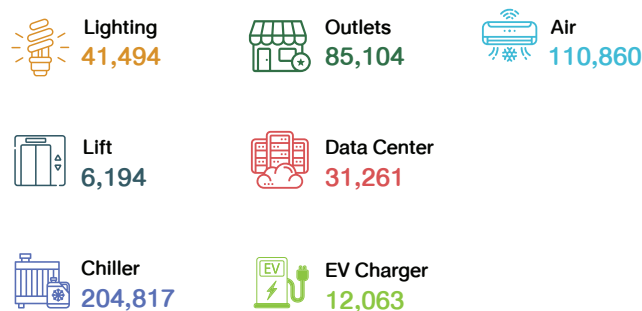 Lighting
41,494
Outlets
85,104
Air
110,860
Lift
6,194
Data Center
31,261
Chiller
204,817
EV
EV Charger
12,063